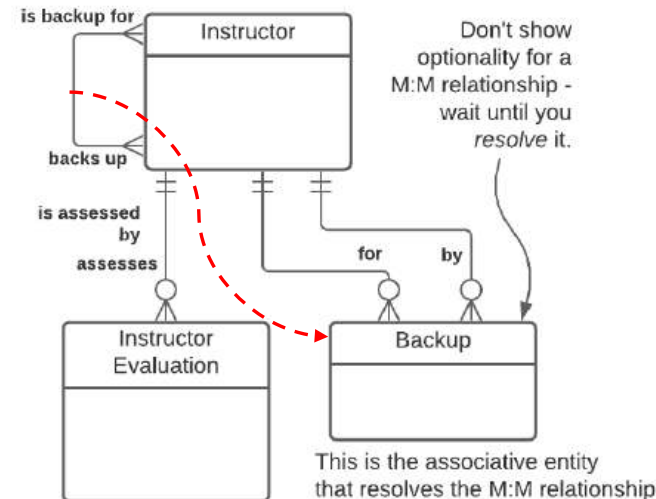 is backup for
Instructor
Don't show
optionality for a
M:M relationship -
wait until you
resolve it.
backs up
is assessed
by
assesses
for
by
Instructor
Evaluation
Backup
This is the associative entity
that resolves the M:M relationship